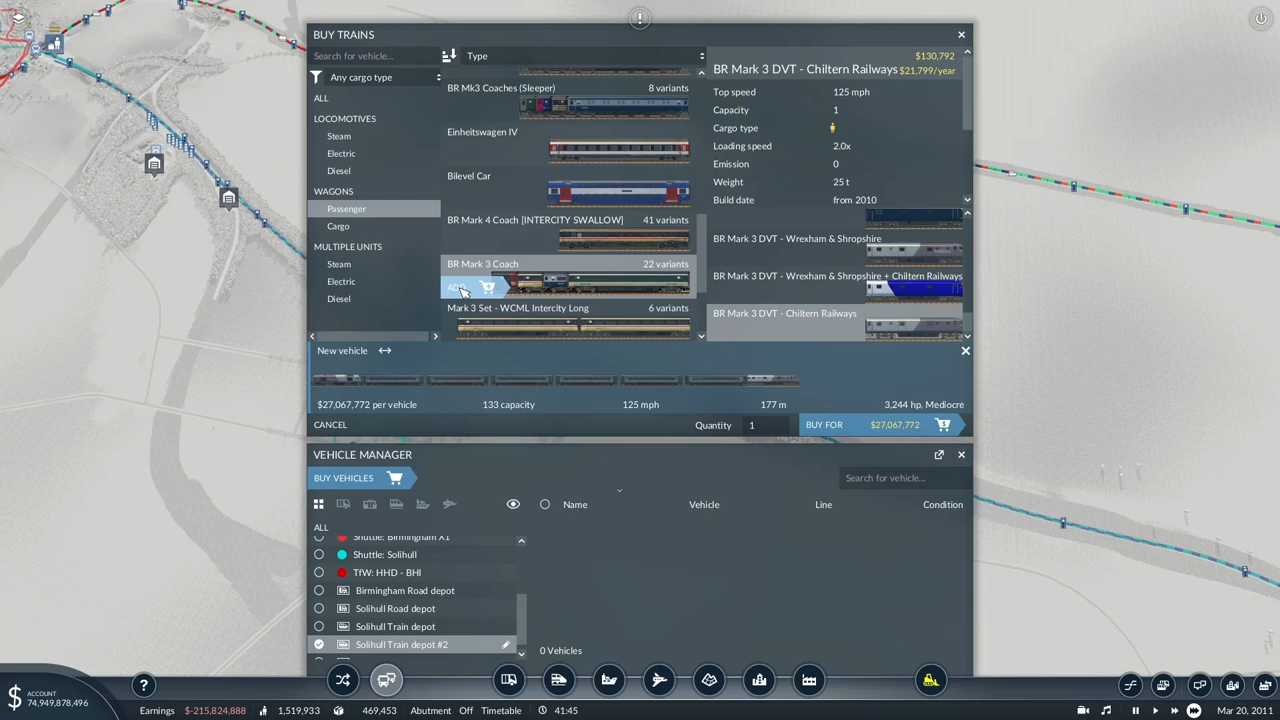 BUY TRAINS
Search for vehicle...
Type
Any cargo type
ALL
LOCOMOTIVES
Steam
Electric
Diesel
WAGONS
Passenger
Cargo
MULTIPLE UNITS
Steam
Electric
Diesel
BR Mk3 Coaches (Sleeper) 8 variants
Einheitswagen IV
Bilevel Car
BR Mark 4 Coach [INTERCITY SWALLOW] 41 variants
BR Mark 3 Coach 22 variants
Mark 3 Set - WCML Intercity Long 6 variants
$130,792
BR Mark 3 DVT - Chiltern Railways $21,799/year
Top speed 125 mph
Capacity 1
Cargo type
Loading speed 2.0x
Emission 0
Weight 25 t
Build date from 2010
BR Mark 3 DVT - Wrexham & Shropshire
BR Mark 3 DVT - Wrexham & Shropshire + Chiltern Railways
BR Mark 3 DVT - Chiltern Railways
New vehicle
$27,067,772 per vehicle 133 capacity 125 mph 177 m 3,244 hp, Mediocre
CANCEL Quantity 1 BUY FOR $27,067,772
VEHICLE MANAGER
BUY VEHICLES
Search for vehicle...
Name Vehicle Line Condition
ALL
Shuttle: Birmingham X1
Shuttle: Solihull
TfW: HHD - BHI
Birmingham Road depot
Solihull Road depot
Solihull Train depot
Solihull Train depot #2
0 Vehicles
ACCOUNT
74,949,878,496
Earnings $-215,824,888 1,519,933 469,453 Abutment Off Timetable 41:45 Mar 20, 2011